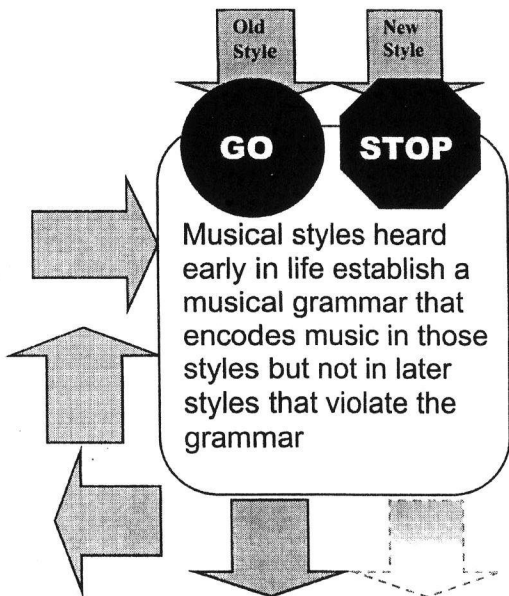 Old New
Style Style
GO STOP
Musical styles heard
early in life establish a
musical grammar that
encodes music in those
styles but not in later
styles that violate the
grammar